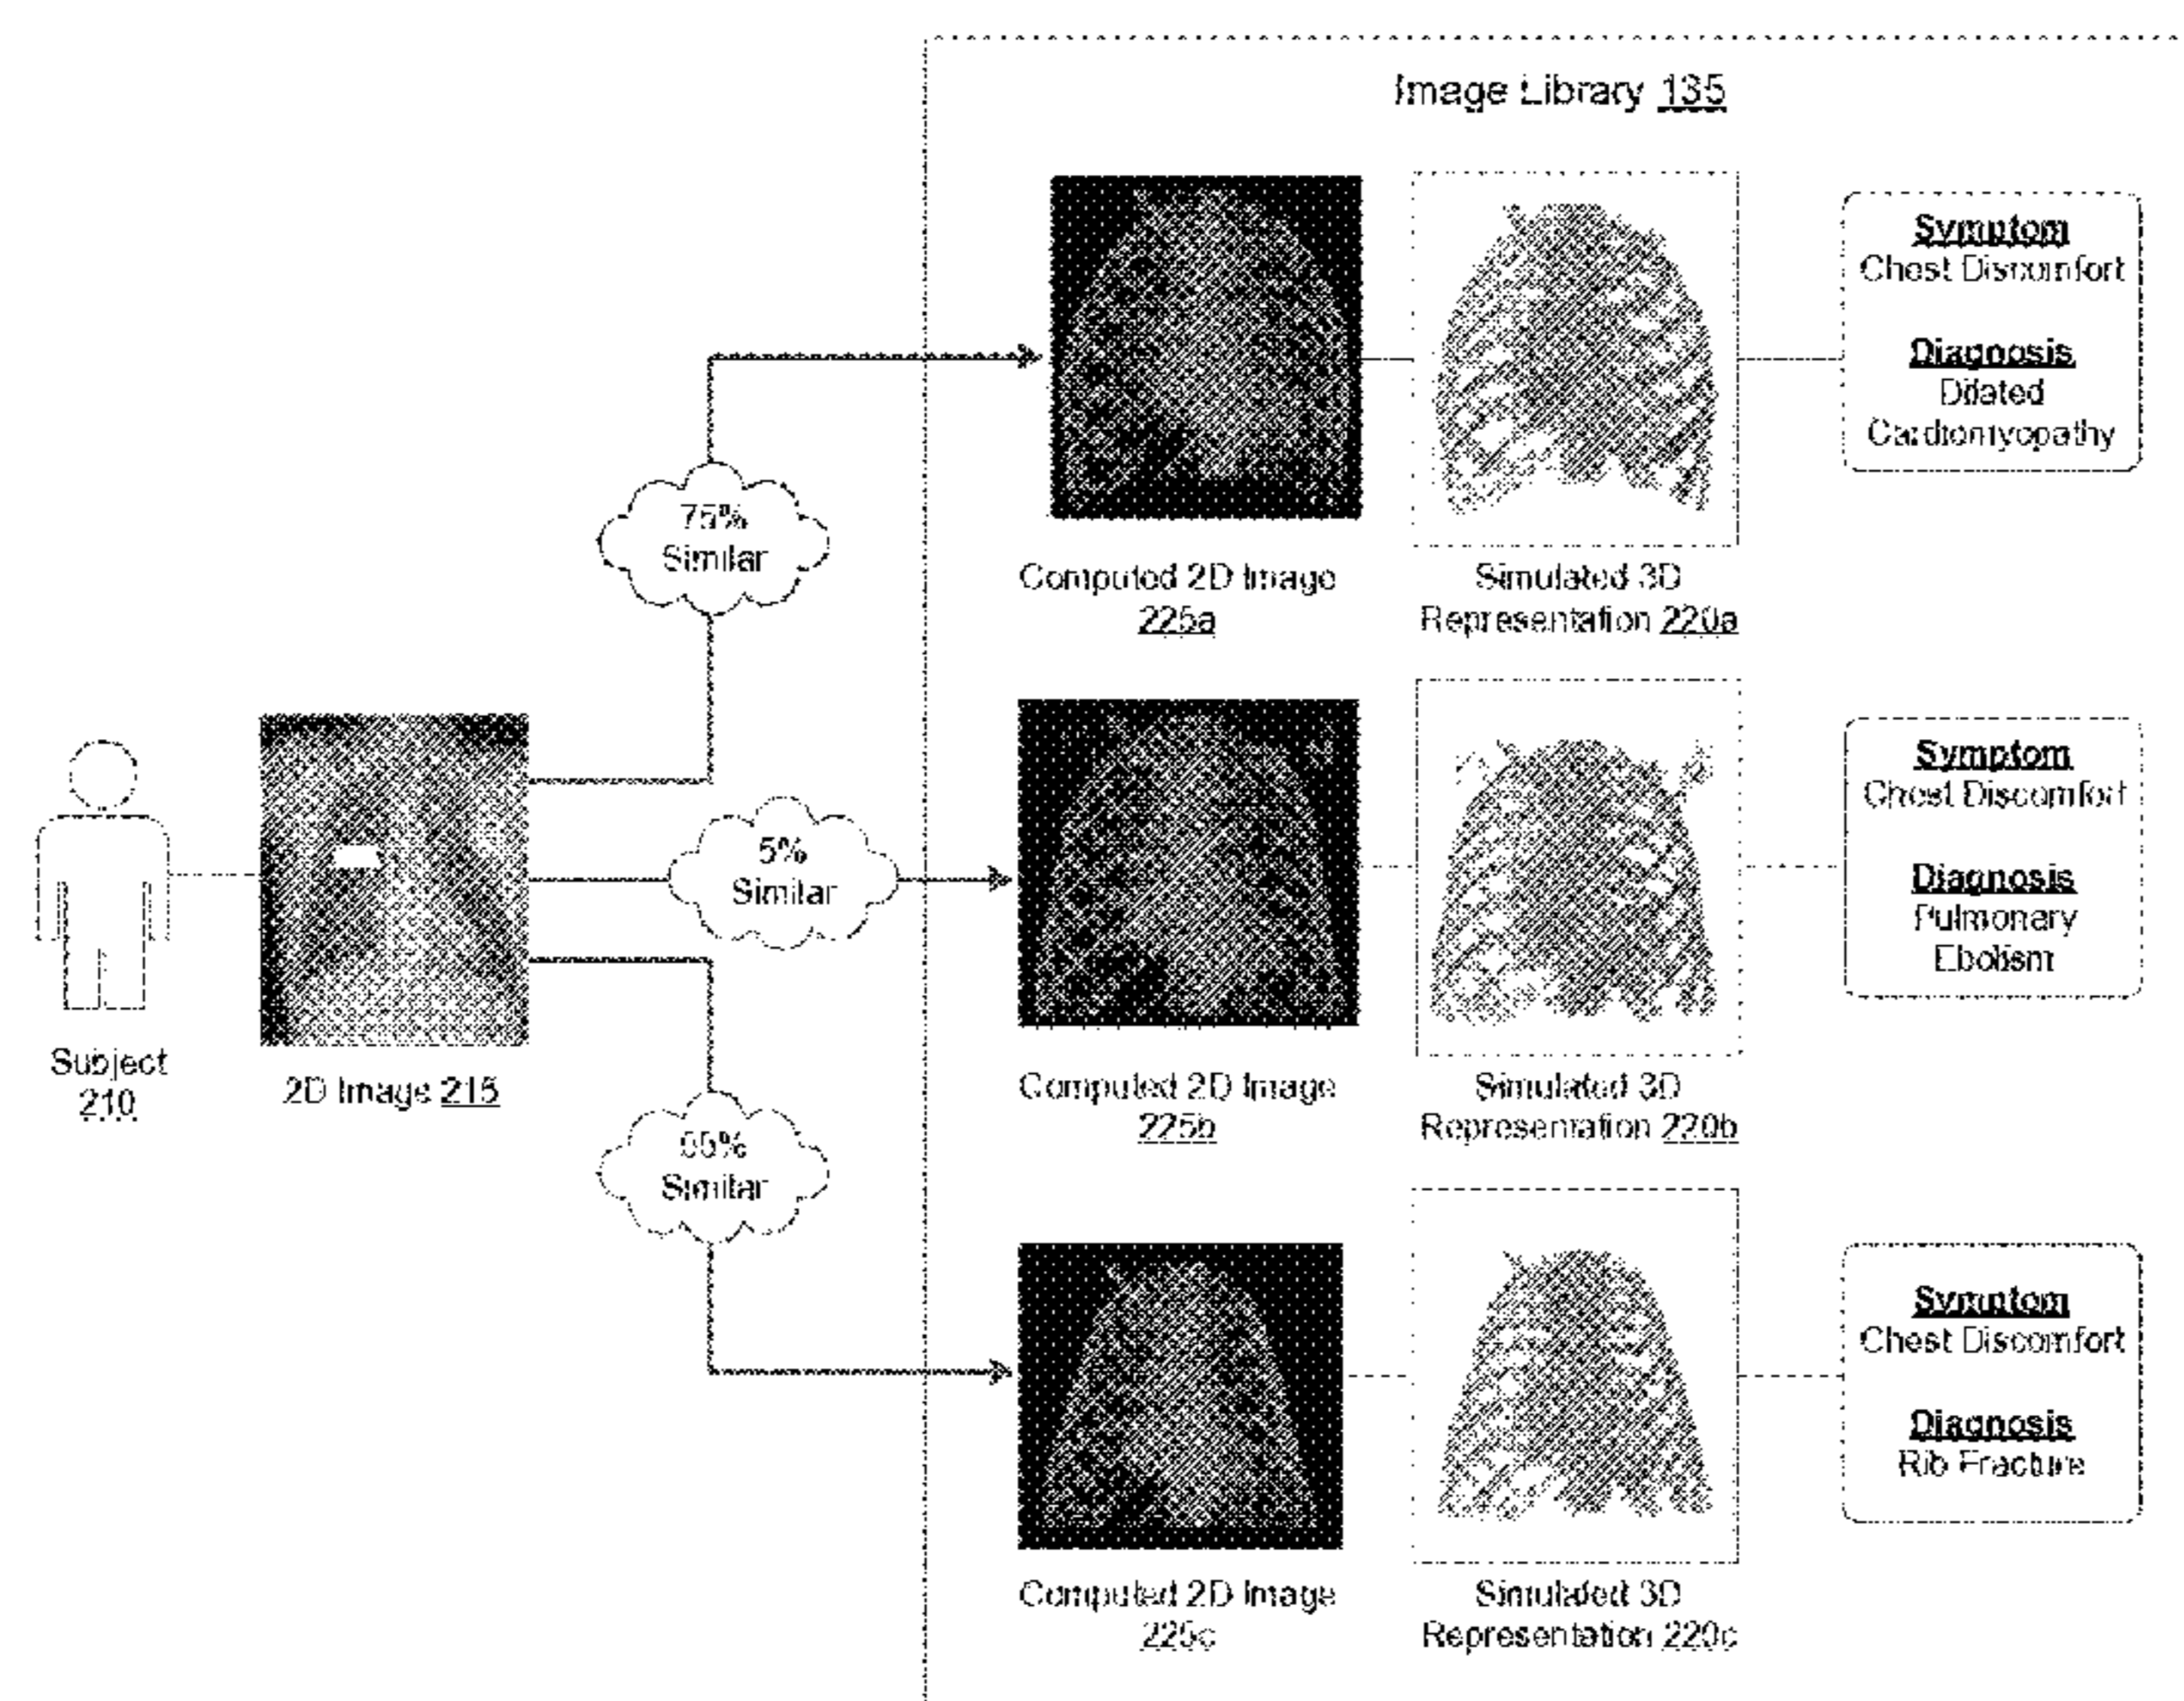 Image Library 135
Symptom
Chest Discomfort
Diagnosis
Dilated
Cardiomyopathy
75%
Similar
Computed 2D Image
225a
Simulated 3D
Representation 220a
Symptom
Chest Discomfort
Diagnosis
Pulmonary
Ebolism
5%
Similar
Subject
210
2D Image 215
Computed 2D Image
225b
Simulated 3D
Representation 220b
Similar
Symptom
Chest Discomfort
Diagnosis
Rib Fracture
Computed 2D Image
225c
Simulated 3D
Representation 220c